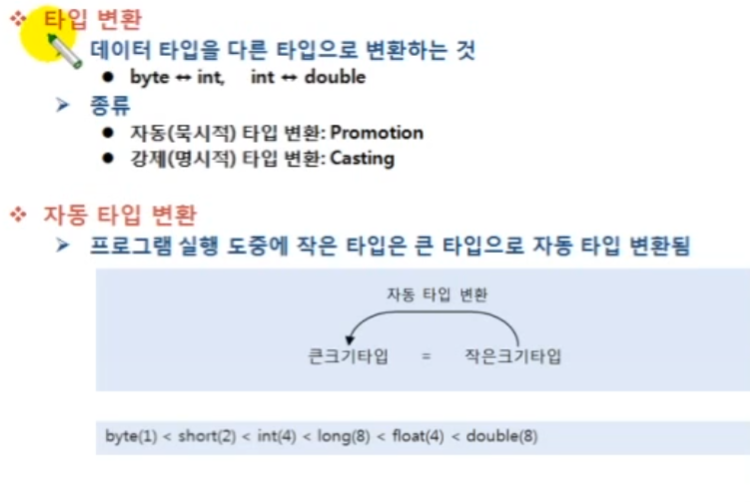 ❖ 타입 변환
➢ 데이터 타입을 다른 타입으로 변환하는 것
● byte ↔ int, int ↔ double
➢ 종류
● 자동(묵시적) 타입 변환: Promotion
● 강제(명시적) 타입 변환: Casting
❖ 자동 타입 변환
➢ 프로그램 실행 도중에 작은 타입은 큰 타입으로 자동 타입 변환됨
자동 타입 변환
큰크기타입 = 작은크기타입
byte(1) < short(2) < int(4) < long(8) < float(4) < double(8)